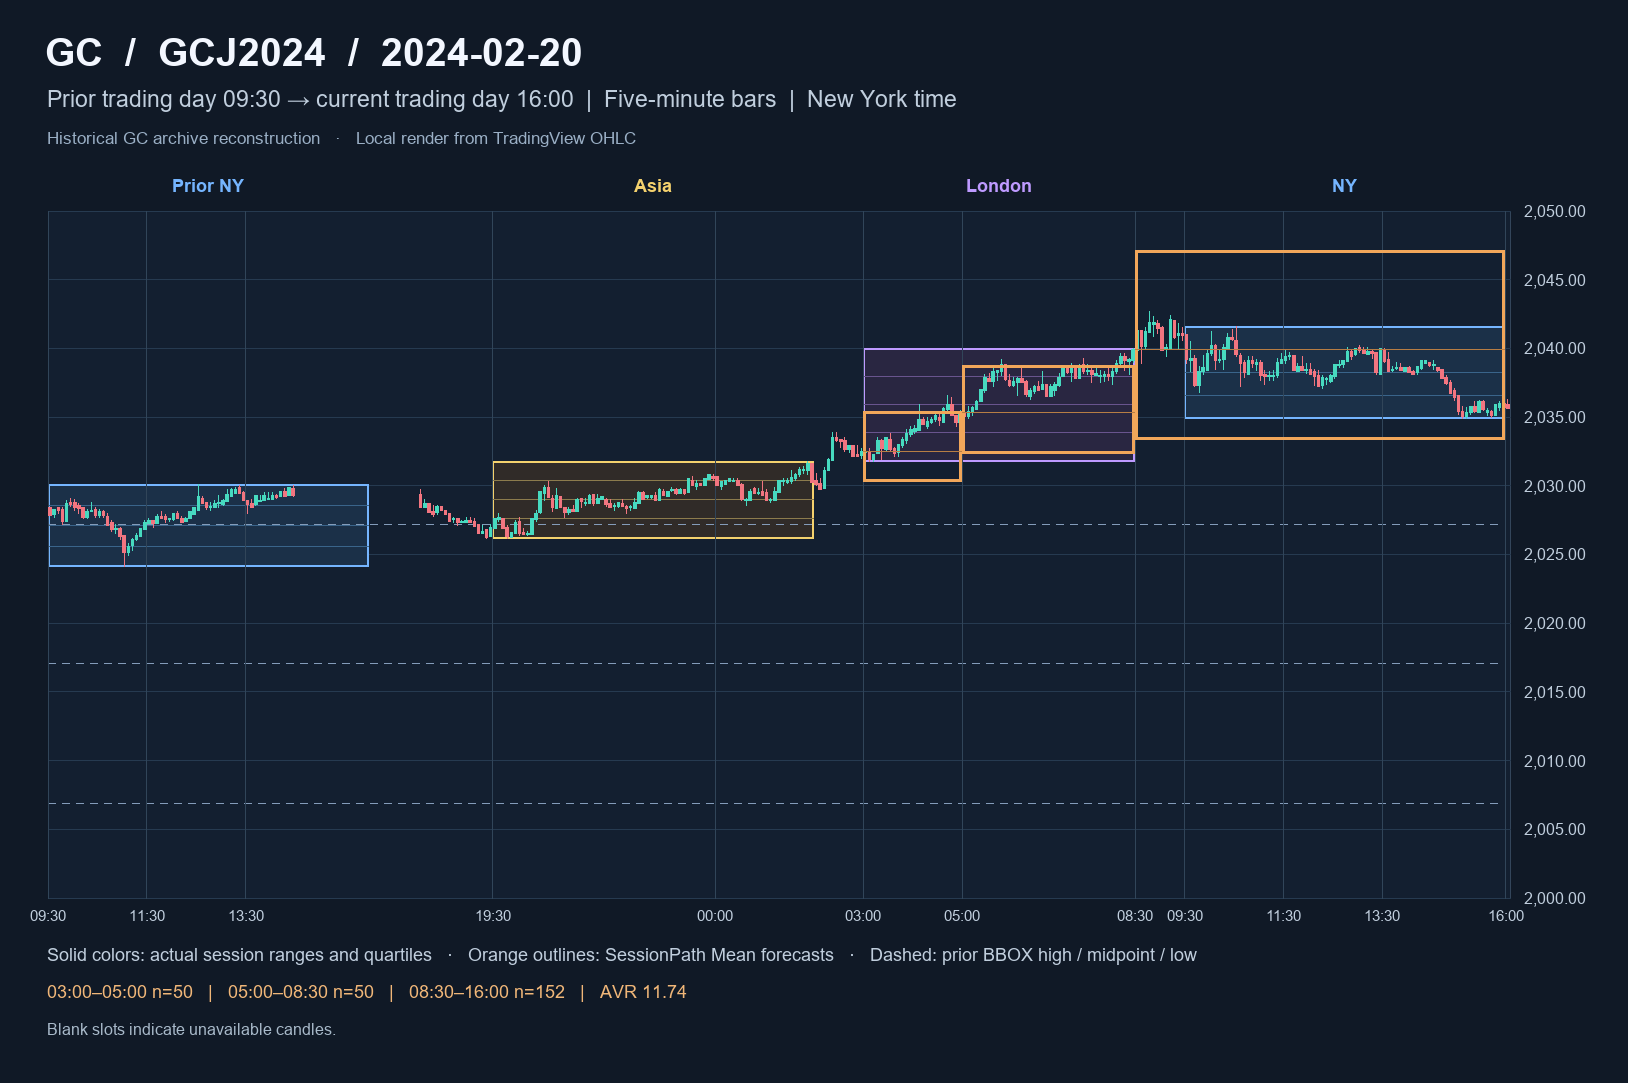 GC / GCJ2024 / 2024-02-20
Prior trading day 09:30 → current trading day 16:00 | Five-minute bars | New York time
Historical GC archive reconstruction · Local render from TradingView OHLC
Prior NY Asia London NY
2,050.00
2,045.00
2,040.00
2,035.00
2,030.00
2,025.00
2,020.00
2,015.00
2,010.00
2,005.00
2,000.00
09:30 11:30 13:30 19:30 00:00 03:00 05:00 08:30 09:30 11:30 13:30 16:00
Solid colors: actual session ranges and quartiles · Orange outlines: SessionPath Mean forecasts · Dashed: prior BBOX high / midpoint / low
03:00–05:00 n=50 | 05:00–08:30 n=50 | 08:30–16:00 n=152 | AVR 11.74
Blank slots indicate unavailable candles.